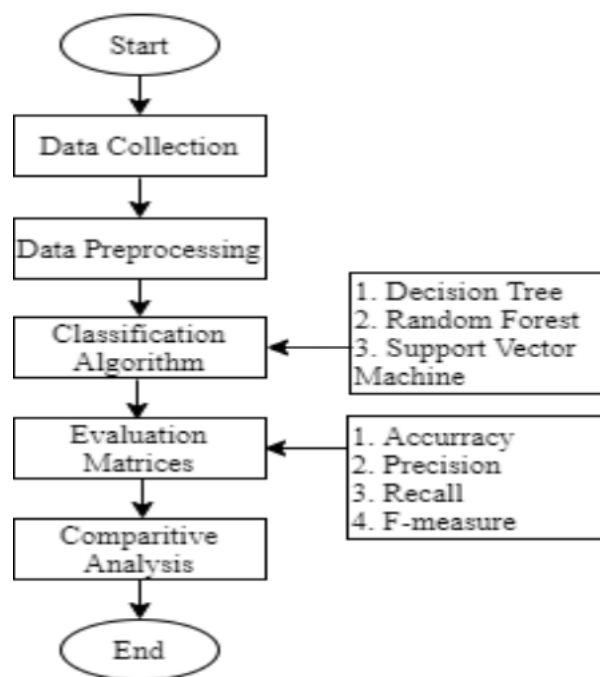 Start
Data Collection
Data Preprocessing
Classification
Algorithm
1. Decision Tree
2. Random Forest
3. Support Vector
Machine
Evaluation
Matrices
1. Accurracy
2. Precision
3. Recall
4. F-measure
Comparitive
Analysis
End